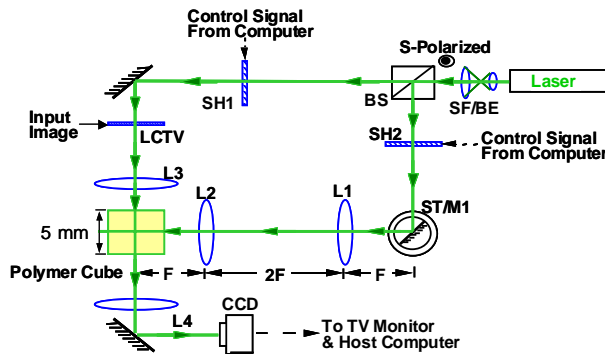 Control Signal
From Computer
S-Polarized
Laser
BS
SF/BE
SH1
SH2
Input
Image
LCTV
Control Signal
From Computer
L3
L2
L1
ST/M1
5 mm
Polymer Cube
F
2F
F
CCD
L4
To TV Monitor
& Host Computer